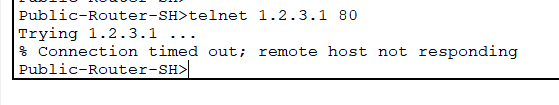 Public-Router-SH>telnet 1.2.3.1 80
Trying 1.2.3.1 ...
% Connection timed out; remote host not responding
Public-Router-SH>